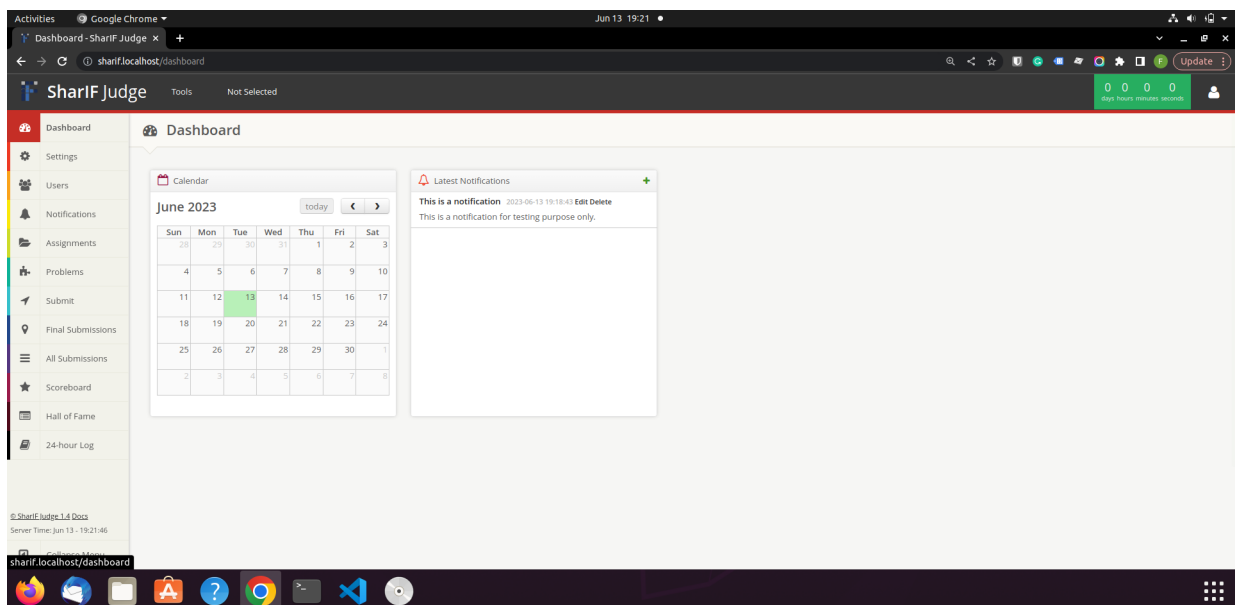 Activities Google Chrome Jun 13 19:21
Dashboard - SharIF Judge
sharif.localhost/dashboard Update
SharIF Judge Tools Not Selected 0 0 0 0
days hours minutes seconds
Dashboard
Settings
Users
Notifications
Assignments
Problems
Submit
Final Submissions
All Submissions
Scoreboard
Hall of Fame
24-hour Log
© SharIF Judge 1.4 Docs
Server Time: Jun 13 - 19:21:46
Collapse Menu
sharif.localhost/dashboard
Dashboard
Calendar
June 2023 today
Sun Mon Tue Wed Thu Fri Sat
28 29 30 31 1 2 3
4 5 6 7 8 9 10
11 12 13 14 15 16 17
18 19 20 21 22 23 24
25 26 27 28 29 30 1
2 3 4 5 6 7 8
Latest Notifications
This is a notification 2023-06-13 19:18:43 Edit Delete
This is a notification for testing purpose only.